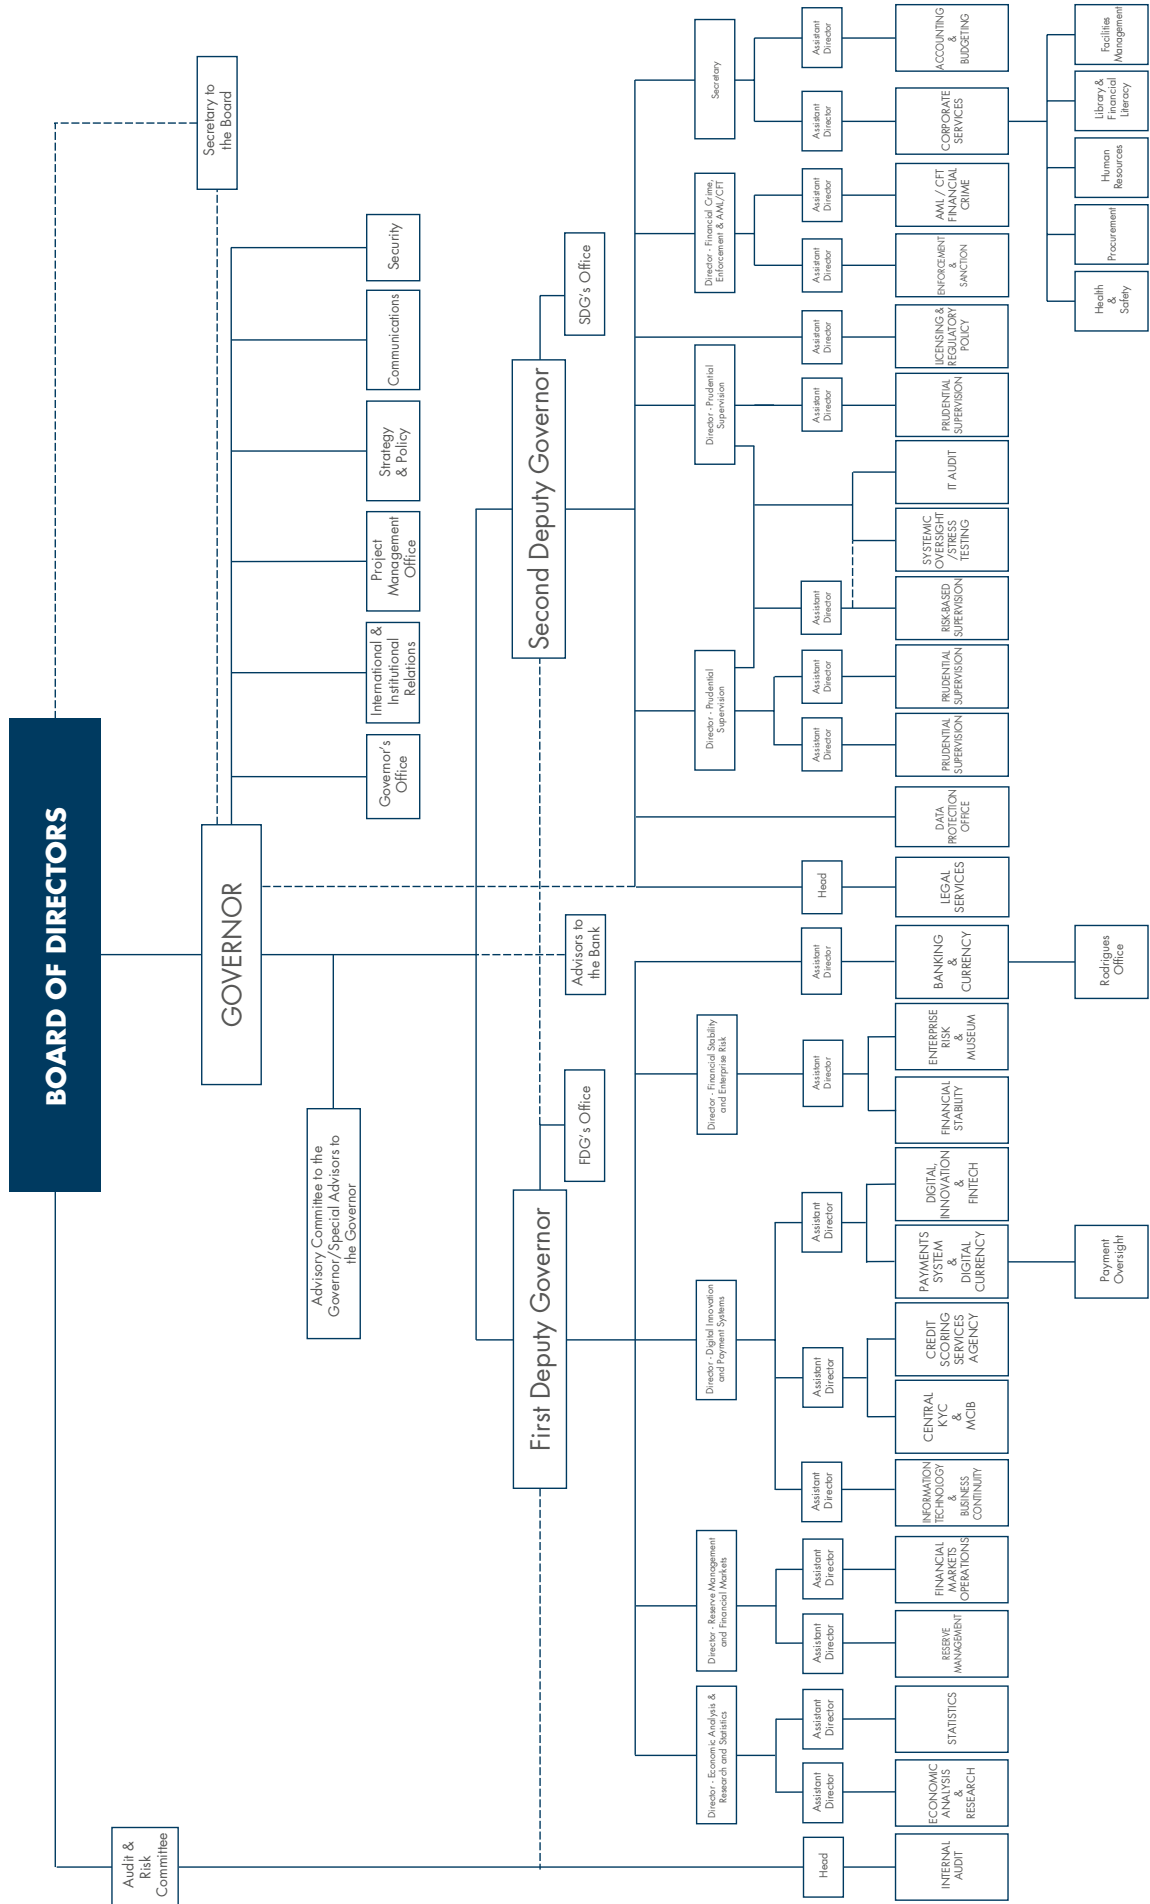 BOARD OF DIRECTORS
Audit &
Risk
Committee
Secretary to
the Board
GOVERNOR
Advisory Committee to the
Governor/Special Advisors to
the Governor
Governor's
Office
International &
Institutional
Relations
Project
Management
Office
Strategy
& Policy
Communications
Security
First Deputy Governor
Second Deputy Governor
FDG's Office
Advisors to
the Bank
SDG's Office
Director - Economic Analysis &
Research and Statistics
Director - Reserve Management
and Financial Markets
Director - Digital Innovation
and Payment Systems
Director - Financial Stability
and Enterprise Risk
Director - Prudential
Supervision
Director - Prudential
Supervision
Director - Financial Crime,
Enforcement & AML/CFT
Secretary
Head
Assistant
Director
Assistant
Director
Assistant
Director
Assistant
Director
Assistant
Director
Assistant
Director
Assistant
Director
Assistant
Director
Assistant
Director
Head
Assistant
Director
Assistant
Director
Assistant
Director
Assistant
Director
Assistant
Director
Assistant
Director
Assistant
Director
Assistant
Director
Assistant
Director
INTERNAL
AUDIT
ECONOMIC
ANALYSIS
&
RESEARCH
STATISTICS
RESERVE
MANAGEMENT
FINANCIAL
MARKETS
OPERATIONS
INFORMATION
TECHNOLOGY
&
BUSINESS
CONTINUITY
CENTRAL
KYC
&
MCIB
CREDIT
SCORING
SERVICES
AGENCY
PAYMENTS
SYSTEM
&
DIGITAL
CURRENCY
DIGITAL,
INNOVATION
&
FINTECH
FINANCIAL
STABILITY
ENTERPRISE
RISK
&
MUSEUM
BANKING
&
CURRENCY
LEGAL
SERVICES
DATA
PROTECTION
OFFICE
PRUDENTIAL
SUPERVISION
PRUDENTIAL
SUPERVISION
RISK-BASED
SUPERVISION
SYSTEMIC
OVERSIGHT
/STRESS
TESTING
IT AUDIT
PRUDENTIAL
SUPERVISION
LICENSING &
REGULATORY
POLICY
ENFORCEMENT
&
SANCTION
AML / CFT
FINANCIAL
CRIME
CORPORATE
SERVICES
ACCOUNTING
&
BUDGETING
Payment
Oversight
Rodrigues
Office
Health
&
Safety
Procurement
Human
Resources
Library &
Financial
Literacy
Facilities
Management